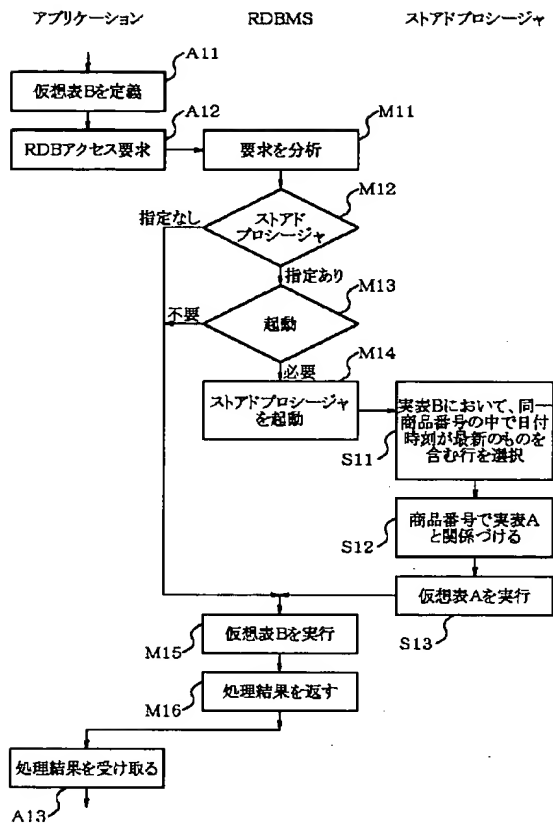 アプリケーション
RDBMS
ストアドプロシージャ
A11
仮想表Bを定義
A12
RDBアクセス要求
M11
要求を分析
M12
ストアド
プロシージャ
指定なし
指定あり
M13
起動
不要
必要
M14
ストアドプロシージャ
を起動
実表Bにおいて、同一
商品番号の中で日付
時刻が最新のものを
含む行を選択
S11
商品番号で実表A
と関係づける
S12
仮想表Aを実行
S13
仮想表Bを実行
M15
処理結果を返す
M16
処理結果を受け取る
A13